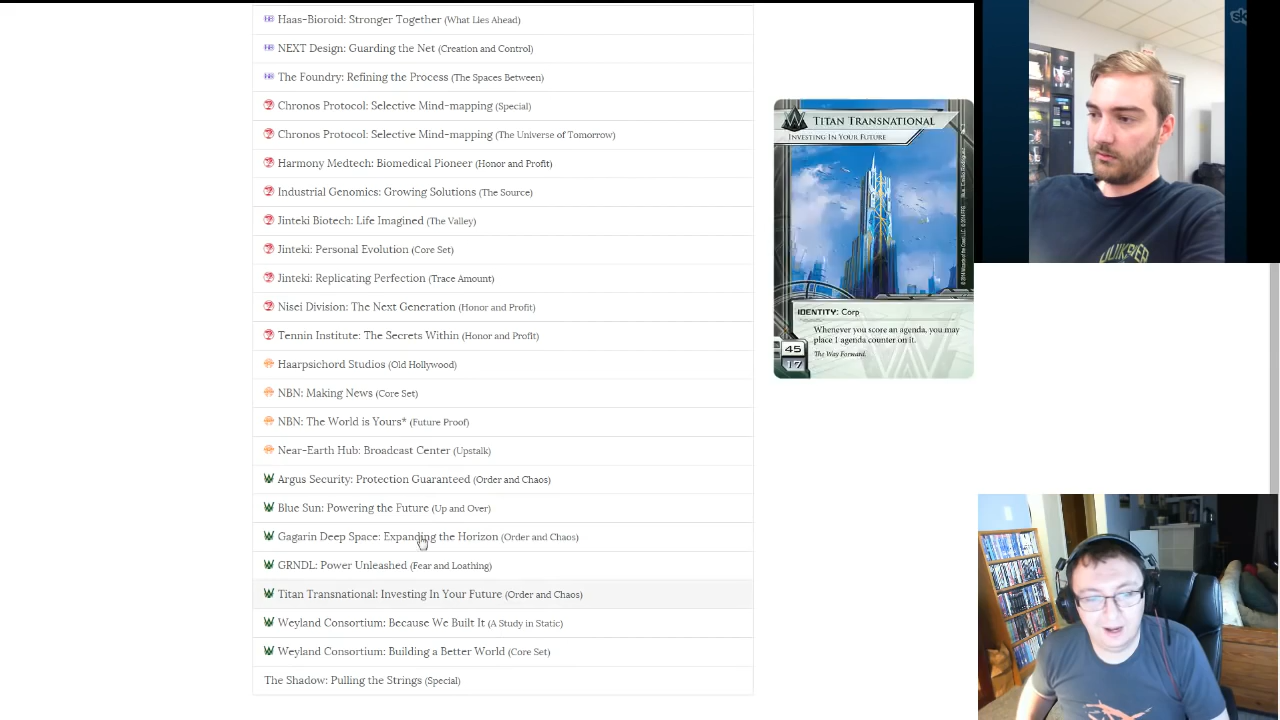 Haas-Bioroid: Stronger Together (What Lies Ahead)
NEXT Design: Guarding the Net (Creation and Control)
The Foundry: Refining the Process (The Spaces Between)
Chronos Protocol: Selective Mind-mapping (Special)
Chronos Protocol: Selective Mind-mapping (The Universe of Tomorrow)
Harmony Medtech: Biomedical Pioneer (Honor and Profit)
Industrial Genomics: Growing Solutions (The Source)
Jinteki Biotech: Life Imagined (The Valley)
Jinteki: Personal Evolution (Core Set)
Jinteki: Replicating Perfection (Trace Amount)
Nisei Division: The Next Generation (Honor and Profit)
Tennin Institute: The Secrets Within (Honor and Profit)
Haarpsichord Studios (Old Hollywood)
NBN: Making News (Core Set)
NBN: The World is Yours* (Future Proof)
Near-Earth Hub: Broadcast Center (Upstalk)
Argus Security: Protection Guaranteed (Order and Chaos)
Blue Sun: Powering the Future (Up and Over)
Gagarin Deep Space: Expanding the Horizon (Order and Chaos)
GRNDL: Power Unleashed (Fear and Loathing)
Titan Transnational: Investing In Your Future (Order and Chaos)
Weyland Consortium: Because We Built It (A Study in Static)
Weyland Consortium: Building a Better World (Core Set)
The Shadow: Pulling the Strings (Special)
TITAN TRANSNATIONAL
INVESTING IN YOUR FUTURE
IDENTITY: Corp
Whenever you score an agenda, you may
place 1 agenda counter on it.
The Way Forward.
45
17